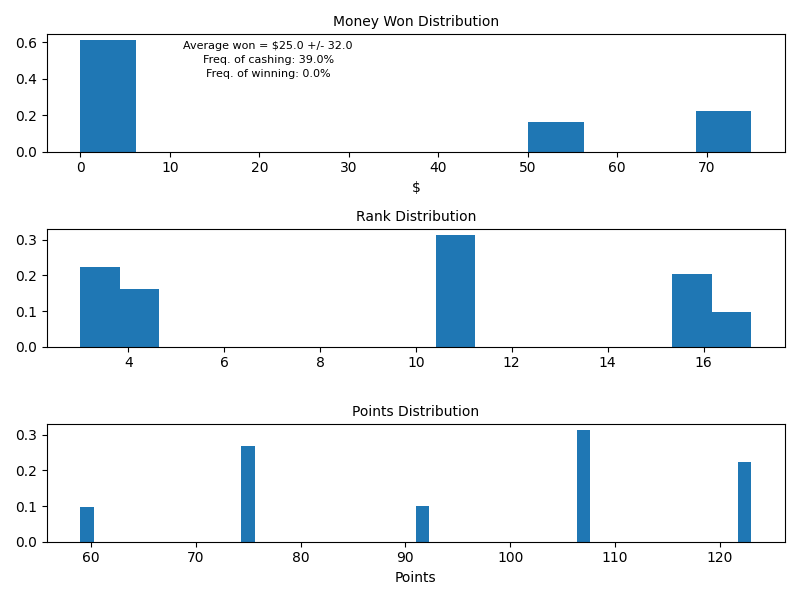 Money Won Distribution
Average won = $25.0 +/- 32.0
Freq. of cashing: 39.0%
Freq. of winning: 0.0%
0.6
0.4
0.2
0.0
0 10 20 30 40 50 60 70
$
Rank Distribution
0.3
0.2
0.1
0.0
4 6 8 10 12 14 16
Points Distribution
0.3
0.2
0.1
0.0
60 70 80 90 100 110 120
Points